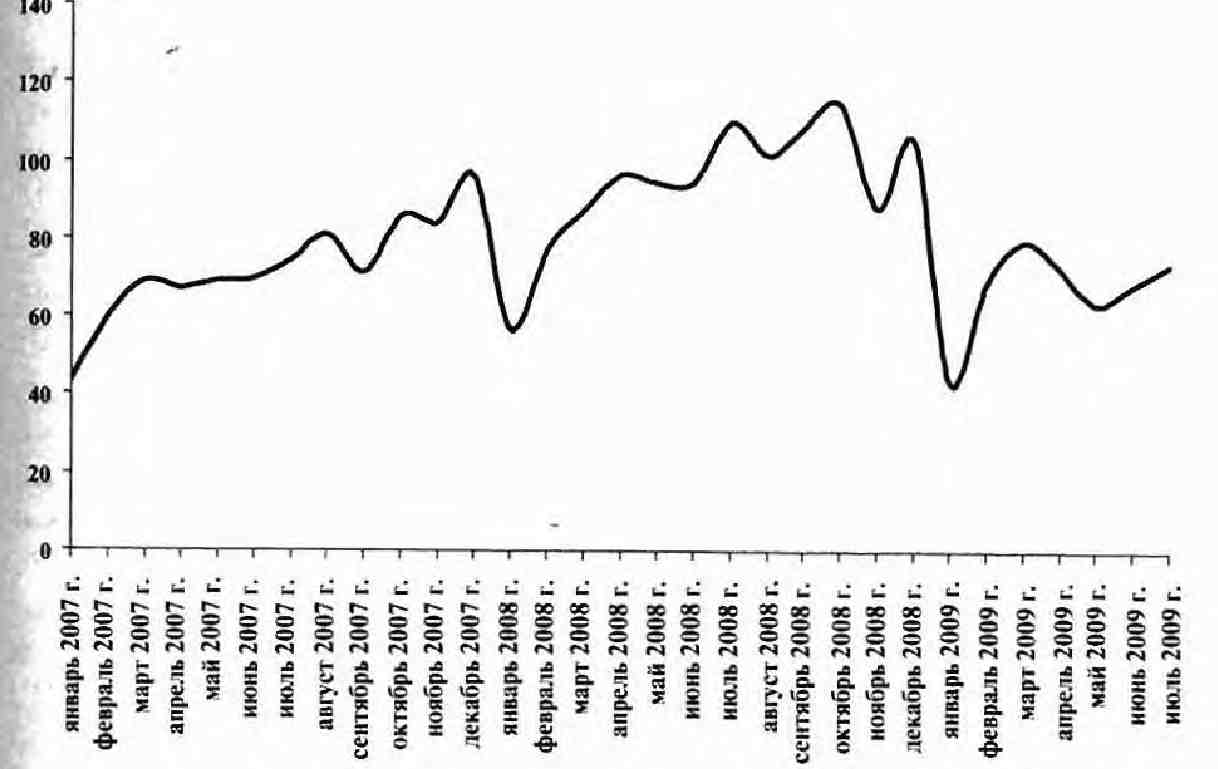 140
120
100
80
60
40
20
0
январь 2007 г.
февраль 2007 г.
март 2007 г.
апрель 2007 г.
май 2007 г.
июнь 2007 г.
июль 2007 г.
август 2007 г.
сентябрь 2007 г.
октябрь 2007 г.
ноябрь 2007 г.
декабрь 2007 г.
январь 2008 г.
февраль 2008 г.
март 2008 г.
апрель 2008 г.
май 2008 г.
июнь 2008 г.
июль 2008 г.
август 2008 г.
сентябрь 2008 г.
октябрь 2008 г.
ноябрь 2008 г.
декабрь 2008 г.
январь 2009 г.
февраль 2009 г.
март 2009 г.
апрель 2009 г.
май 2009 г.
июнь 2009 г.
июль 2009 г.